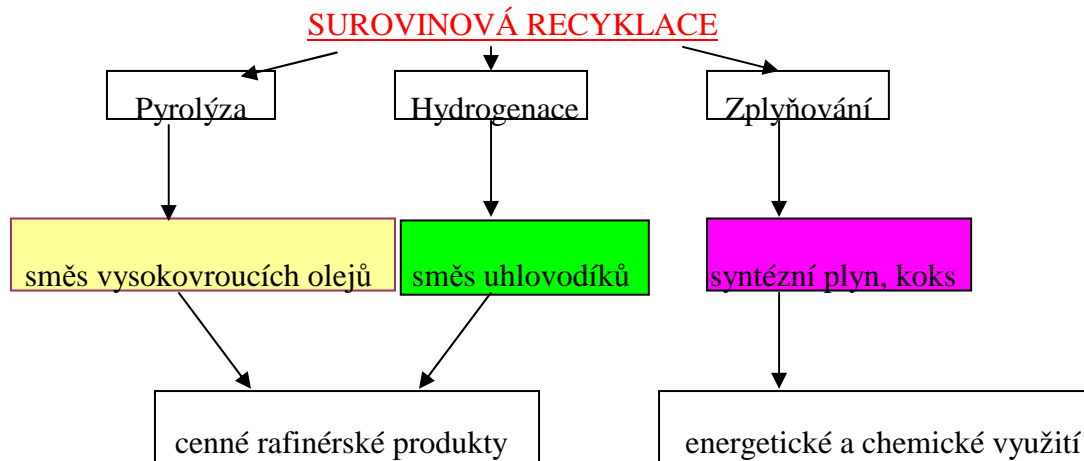 SUROVINOVÁ RECYKLACE
Pyrolýza
Hydrogenace
Zplyňování
směs vysokovroucích olejů
směs uhlovodíků
syntézní plyn, koks
cenné rafinérské produkty
energetické a chemické využití